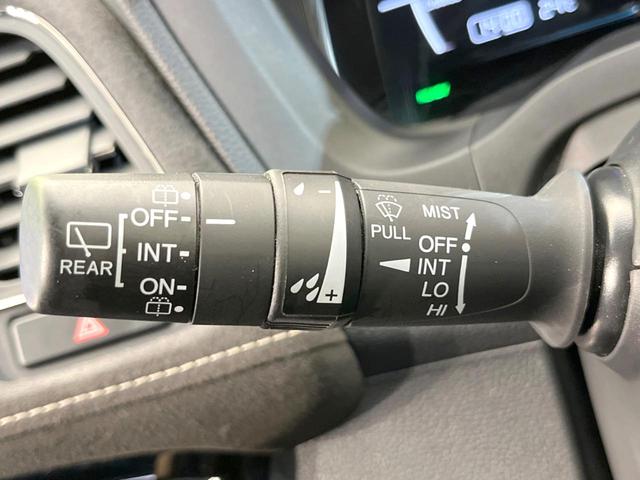 OFF
INT
ON
REAR
-
+
PULL
MIST
OFF
INT
LO
HI